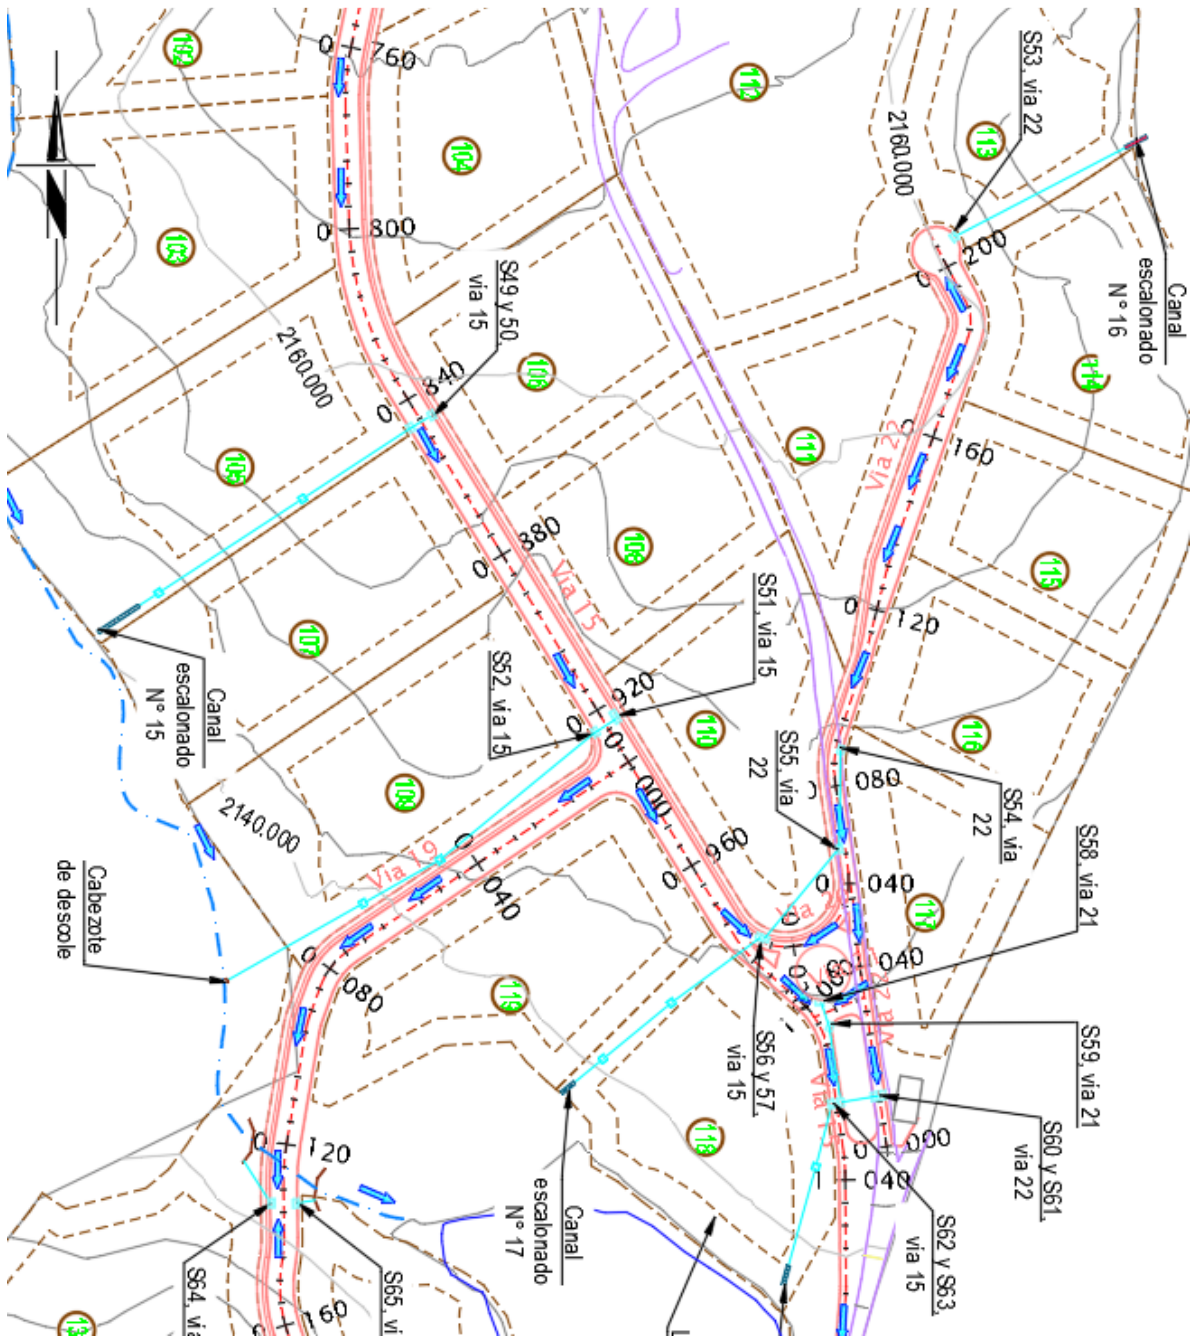 102
0 760
112
S53, via
22
104
113
2160.000
0 800
103
0 200
Canal
escalonado
N° 16
S49 y 50,
via 15
2160.000
106
114
0 840
111
Via 22
0 160
105
0 880
108
115
Via 15
0 120
107
S51, via 15
S52, via 15
Canal
escalonado
N° 15
0 920
110
116
S55, via
22
0 000
0 080
S54, via
22
109
2140.000
Via 19
0 040
0 960
S58, via 21
0 040
117
Cabezote
de descole
0 080
119
040
S56 y 57,
via 15
S59, via 21
118
0 120
0 000
1 040
S60 y S61,
via 22
Canal
escalonado
N° 17
S62 y S63,
via 15
S64, via
S65, vi
0 160
13
L